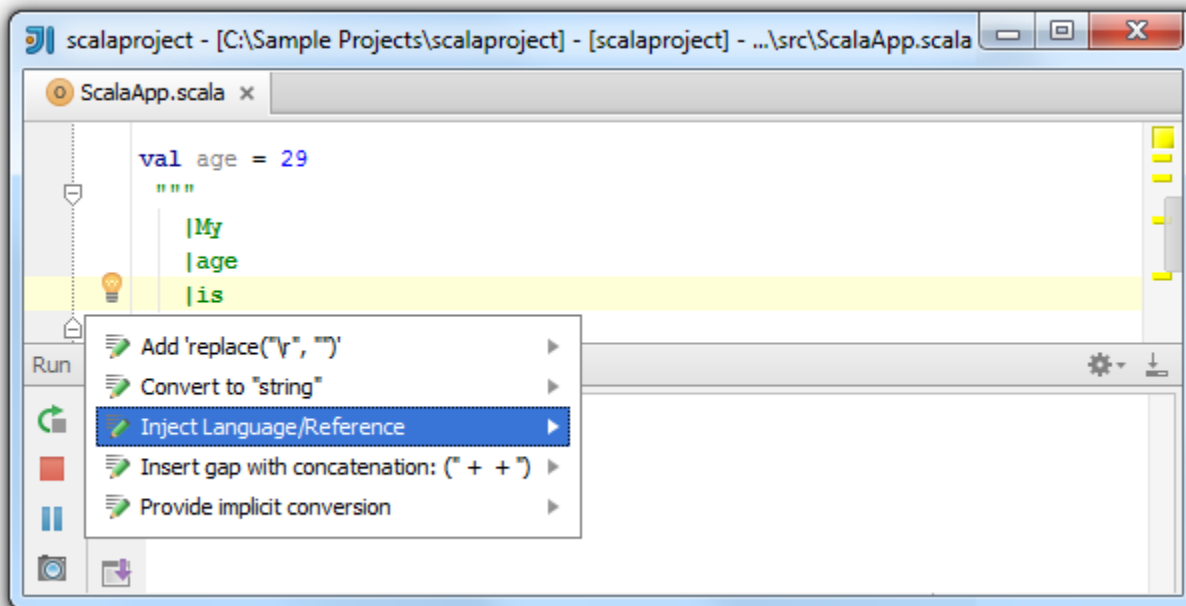 scalaproject - [C:\Sample Projects\scalaproject] - [scalaproject] - ...\src\ScalaApp.scala
ScalaApp.scala
val age = 29
"""
|My
|age
|is
Run
Add 'replace("\r", "")'
Convert to "string"
Inject Language/Reference
Insert gap with concatenation: (" + + ")
Provide implicit conversion